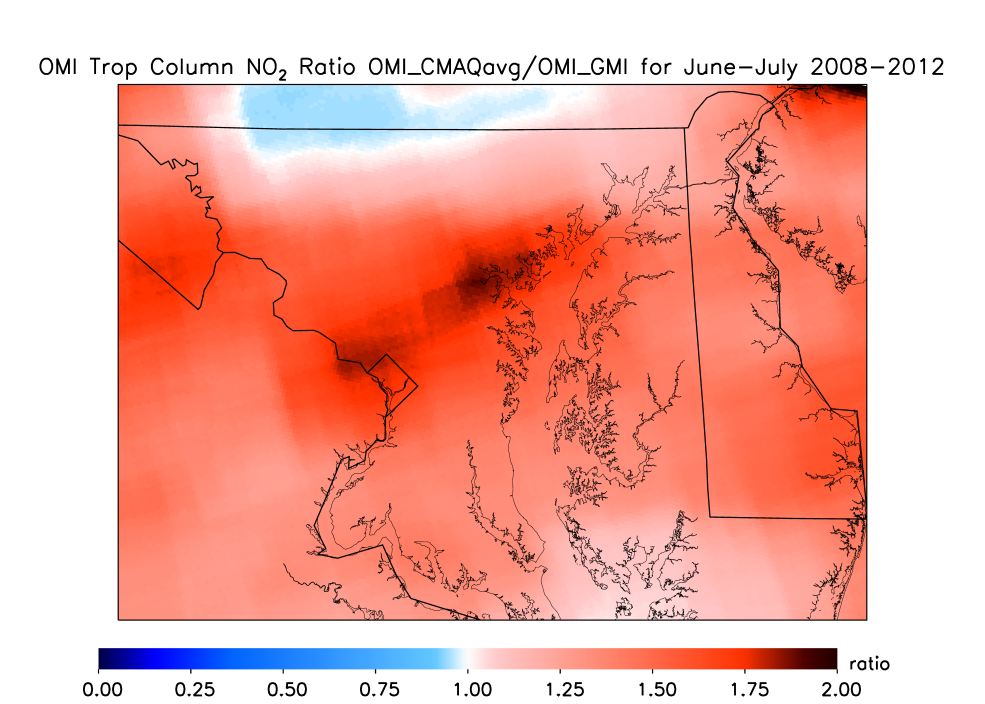 OMI Trop Column NO₂ Ratio OMI_CMAQavg/OMI_GMI for June–July 2008–2012
ratio
0.00 0.25 0.50 0.75 1.00 1.25 1.50 1.75 2.00